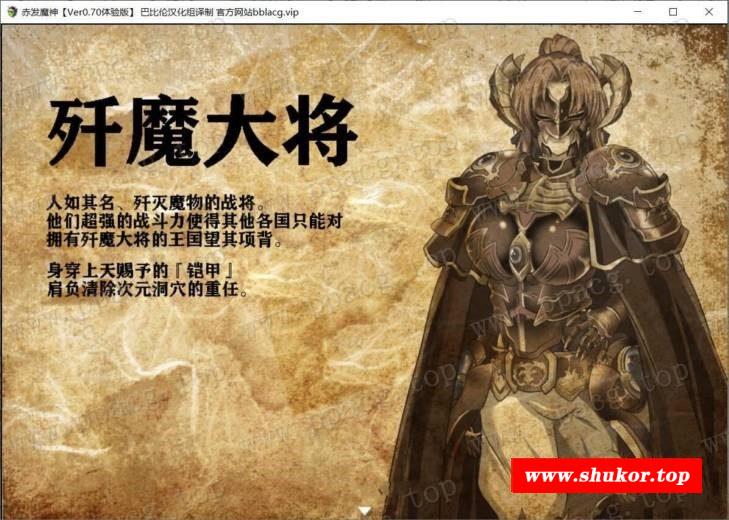 赤发魔神【Ver0.70体验版】 巴比伦汉化组译制 官方网站bblacg.vip
歼魔大将
人如其名、歼灭魔物的战将。
他们超强的战斗力使得其他各国只能对
拥有歼魔大将的王国望其项背。
身穿上天赐予的『铠甲』
肩负清除次元洞穴的重任。
www.shukor.top